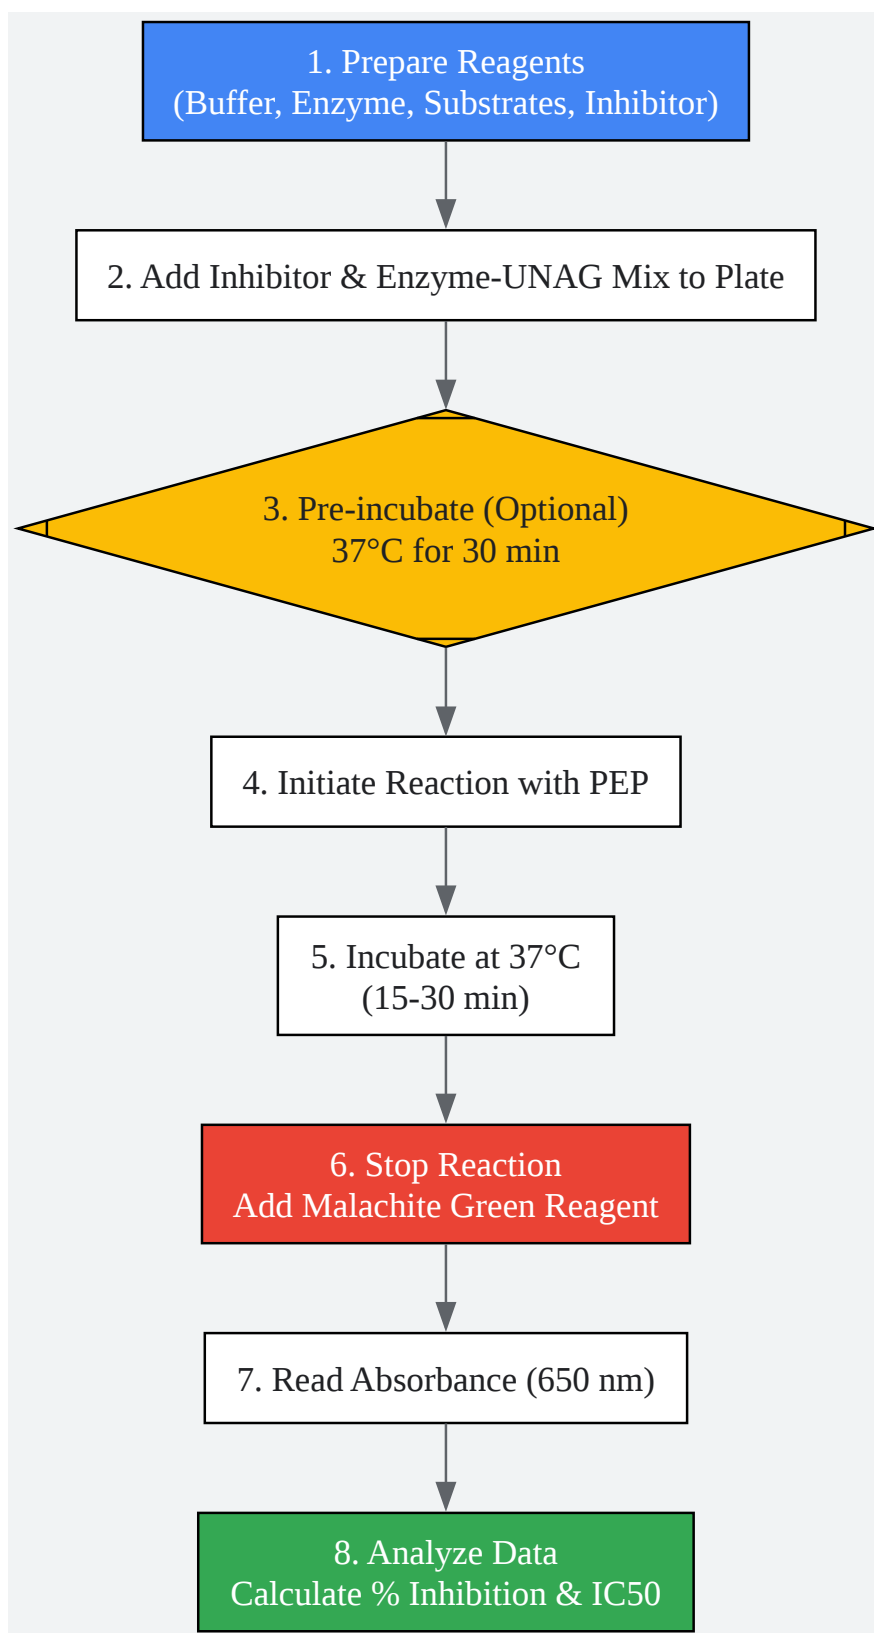 1. Prepare Reagents
(Buffer, Enzyme, Substrates, Inhibitor)
2. Add Inhibitor & Enzyme-UNAG Mix to Plate
3. Pre-incubate (Optional)
37°C for 30 min
4. Initiate Reaction with PEP
5. Incubate at 37°C
(15-30 min)
6. Stop Reaction
Add Malachite Green Reagent
7. Read Absorbance (650 nm)
8. Analyze Data
Calculate % Inhibition & IC50